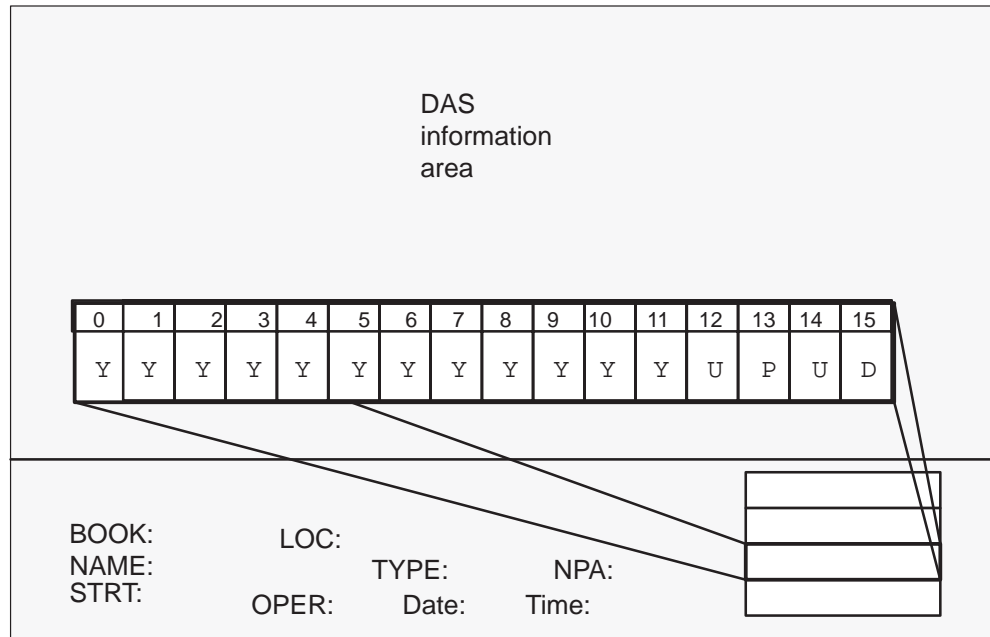 DAS
information
area
0 1 2 3 4 5 6 7 8 9 10 11 12 13 14 15
Y Y Y Y Y Y Y Y Y Y Y Y U P U D
BOOK: LOC:
NAME: TYPE: NPA:
STRT: OPER: Date: Time: